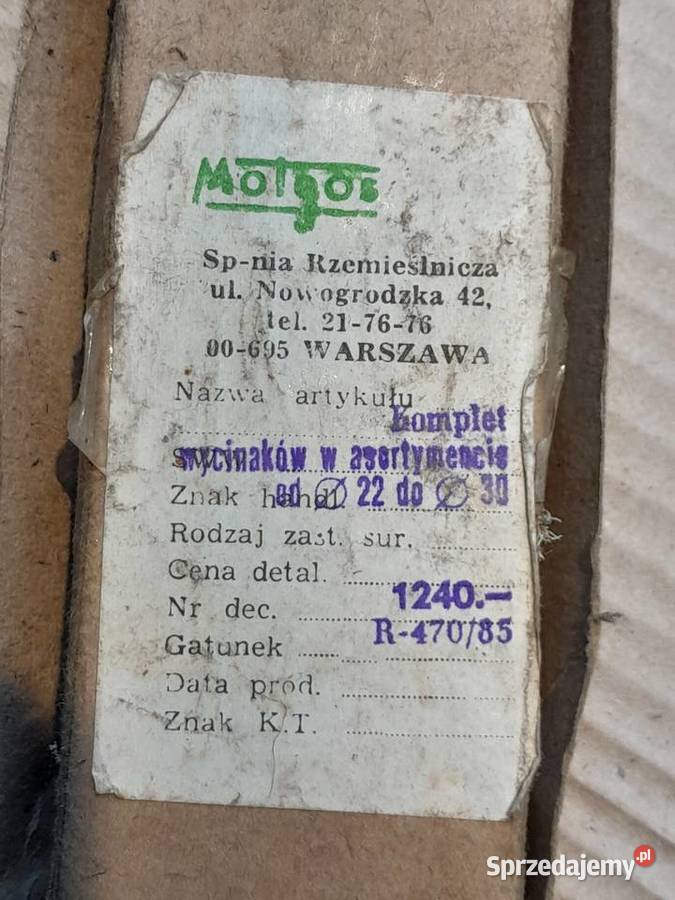 Motgos
Sp-nia Rzemieślnicza
ul. Nowogrodzka 42,
tel. 21-76-76
00-695 WARSZAWA
Nazwa artykułu
Komplet
SWW wycinaków w asortymencie
Znak handl. od ∅ 22 do ∅ 30
Rodzaj zast. sur.
Cena detal.
1240.—
Nr dec.
R-470/85
Gatunek
Data prod.
Znak K.T.
Sprzedajemy.pl